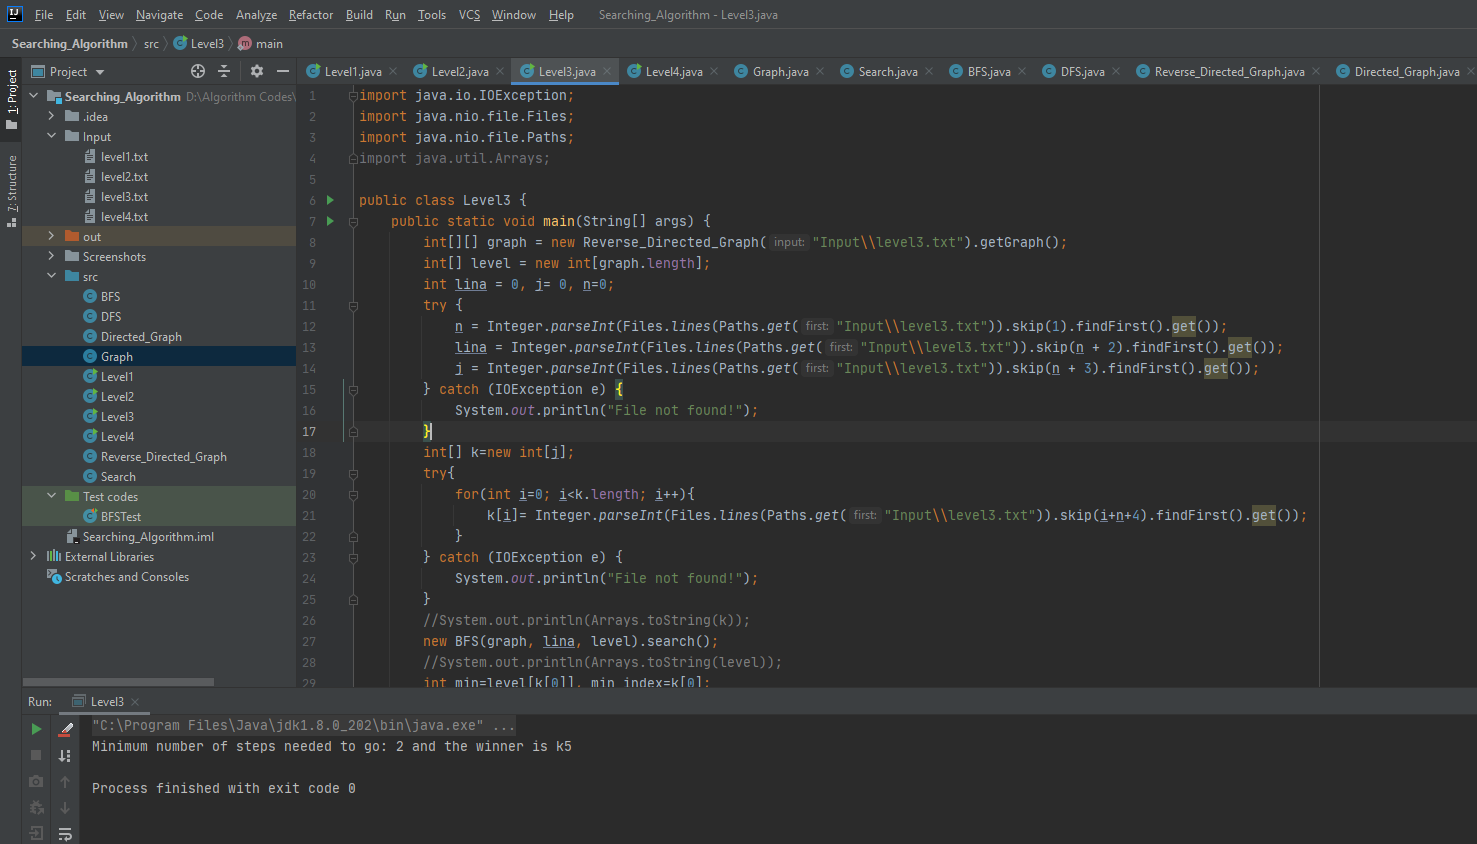 File Edit View Navigate Code Analyze Refactor Build Run Tools VCS Window Help Searching_Algorithm - Level3.java
Searching_Algorithm src Level3 main
Project
Level1.java Level2.java Level3.java Level4.java Graph.java Search.java BFS.java DFS.java Reverse_Directed_Graph.java Directed_Graph.java
1: Project
7: Structure
Searching_Algorithm D:\Algorithm Codes\
.idea
Input
level1.txt
level2.txt
level3.txt
level4.txt
out
Screenshots
src
BFS
DFS
Directed_Graph
Graph
Level1
Level2
Level3
Level4
Reverse_Directed_Graph
Search
Test codes
BFSTest
Searching_Algorithm.iml
External Libraries
Scratches and Consoles
1 import java.io.IOException;
2 import java.nio.file.Files;
3 import java.nio.file.Paths;
4 import java.util.Arrays;
5
6 public class Level3 {
7 public static void main(String[] args) {
8 int[][] graph = new Reverse_Directed_Graph( input: "Input\\level3.txt").getGraph();
9 int[] level = new int[graph.length];
10 int lina = 0, j= 0, n=0;
11 try {
12 n = Integer.parseInt(Files.lines(Paths.get( first: "Input\\level3.txt")).skip(1).findFirst().get());
13 lina = Integer.parseInt(Files.lines(Paths.get( first: "Input\\level3.txt")).skip(n + 2).findFirst().get());
14 j = Integer.parseInt(Files.lines(Paths.get( first: "Input\\level3.txt")).skip(n + 3).findFirst().get());
15 } catch (IOException e) {
16 System.out.println("File not found!");
17 }
18 int[] k=new int[j];
19 try{
20 for(int i=0; i<k.length; i++){
21 k[i]= Integer.parseInt(Files.lines(Paths.get( first: "Input\\level3.txt")).skip(i+n+4).findFirst().get());
22 }
23 } catch (IOException e) {
24 System.out.println("File not found!");
25 }
26 //System.out.println(Arrays.toString(k));
27 new BFS(graph, lina, level).search();
28 //System.out.println(Arrays.toString(level));
29 int min=level[k[0]], min_index=k[0];
Run: Level3
"C:\Program Files\Java\jdk1.8.0_202\bin\java.exe" ...
Minimum number of steps needed to go: 2 and the winner is k5
Process finished with exit code 0